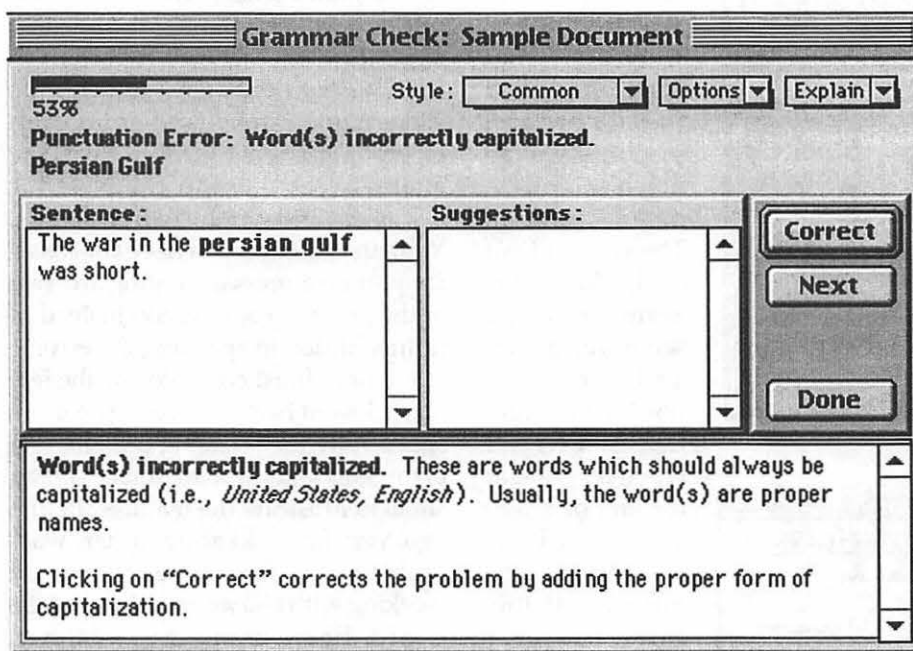 Grammar Check: Sample Document
53%
Style: Common Options Explain
Punctuation Error: Word(s) incorrectly capitalized.
Persian Gulf
Sentence:
The war in the persian gulf
was short.
Suggestions:
Correct
Next
Done
Word(s) incorrectly capitalized. These are words which should always be
capitalized (i.e., United States, English). Usually, the word(s) are proper
names.
Clicking on “Correct” corrects the problem by adding the proper form of
capitalization.